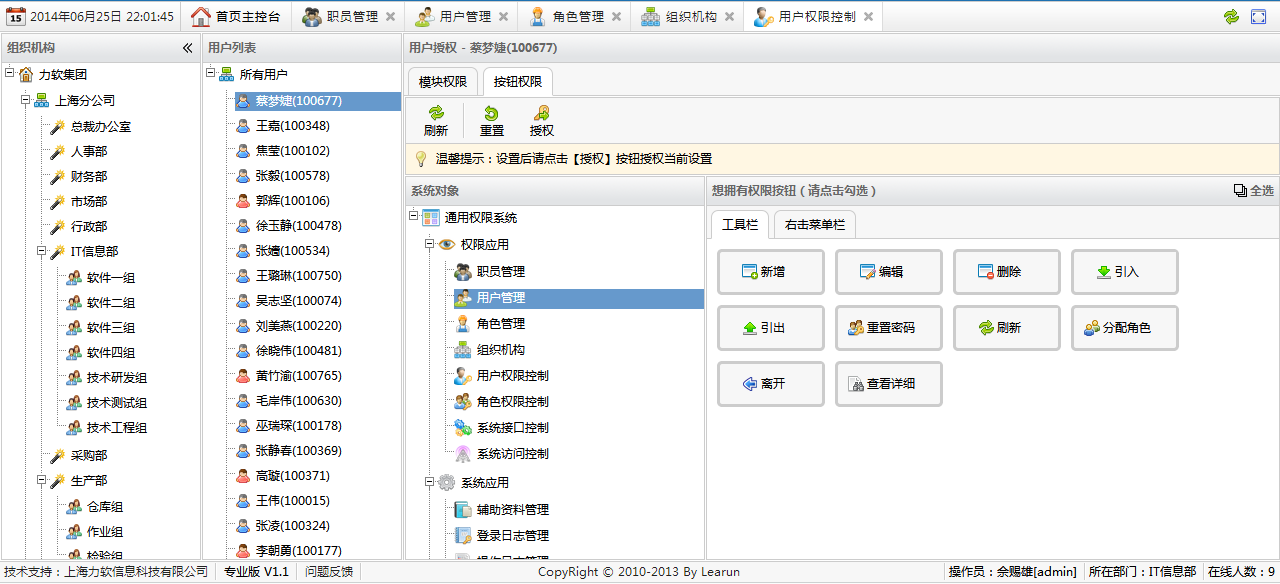 15 2014年06月25日 22:01:45 首页主控台 职员管理 用户管理 角色管理 组织机构 用户权限控制
组织机构
力软集团
上海分公司
总裁办公室
人事部
财务部
市场部
行政部
IT信息部
软件一组
软件二组
软件三组
软件四组
技术研发组
技术测试组
技术工程组
采购部
生产部
仓库组
作业组
检验组
用户列表
所有用户
蔡梦婕(100677)
王嘉(100348)
焦莹(100102)
张毅(100578)
郭辉(100106)
徐玉静(100478)
张嫱(100534)
王璐琳(100750)
吴志坚(100074)
刘美燕(100220)
徐晓伟(100481)
黄竹渝(100765)
毛岸伟(100630)
巫瑞琛(100178)
张静春(100369)
高璇(100371)
王伟(100015)
张凌(100324)
李朝勇(100177)
用户授权 - 蔡梦婕(100677)
模块权限 按钮权限
刷新 重置 授权
温馨提示：设置后请点击【授权】按钮授权当前设置
系统对象
通用权限系统
权限应用
职员管理
用户管理
角色管理
组织机构
用户权限控制
角色权限控制
系统接口控制
系统访问控制
系统应用
辅助资料管理
登录日志管理
操作日志管理
想拥有权限按钮（请点击勾选） 全选
工具栏 右击菜单栏
新增 编辑 删除 引入
引出 重置密码 刷新 分配角色
离开 查看详细
技术支持：上海力软信息科技有限公司 专业版 V1.1 问题反馈 CopyRight © 2010-2013 By Learun 操作员：佘赐雄[admin] 所在部门：IT信息部 在线人数：9